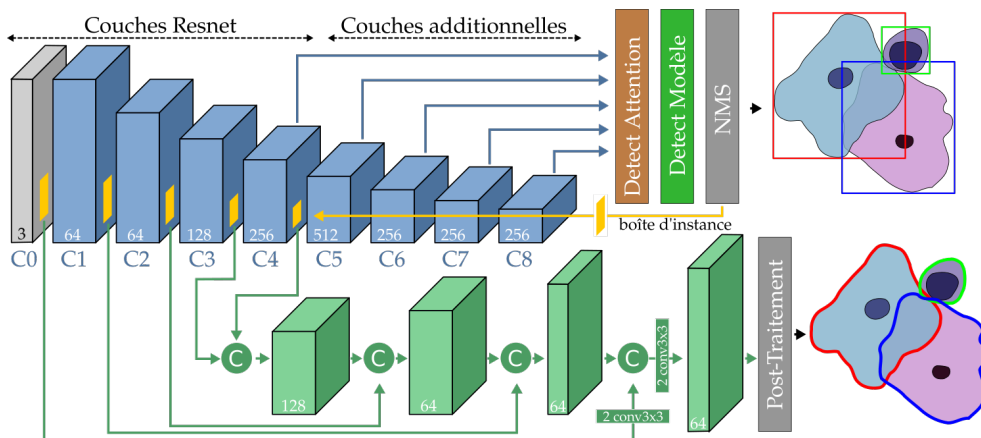 Couches Resnet
Couches additionnelles
Detect Attention
Detect Modèle
NMS
3
64
64
128
256
512
256
256
256
boîte d'instance
C0
C1
C2
C3
C4
C5
C6
C7
C8
C
C
C
C
2 conv3x3
2 conv3x3
128
64
64
64
Post-Traitement